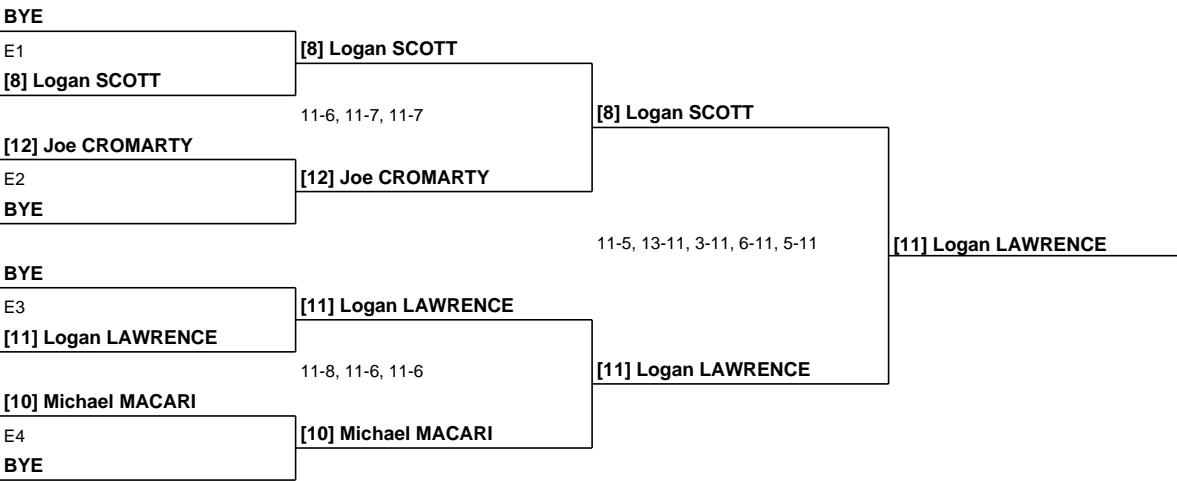 BYE
E1
[8] Logan SCOTT
[8] Logan SCOTT
11-6, 11-7, 11-7
[8] Logan SCOTT
[12] Joe CROMARTY
E2
[12] Joe CROMARTY
BYE
11-5, 13-11, 3-11, 6-11, 5-11
[11] Logan LAWRENCE
BYE
E3
[11] Logan LAWRENCE
[11] Logan LAWRENCE
11-8, 11-6, 11-6
[11] Logan LAWRENCE
[10] Michael MACARI
E4
[10] Michael MACARI
BYE